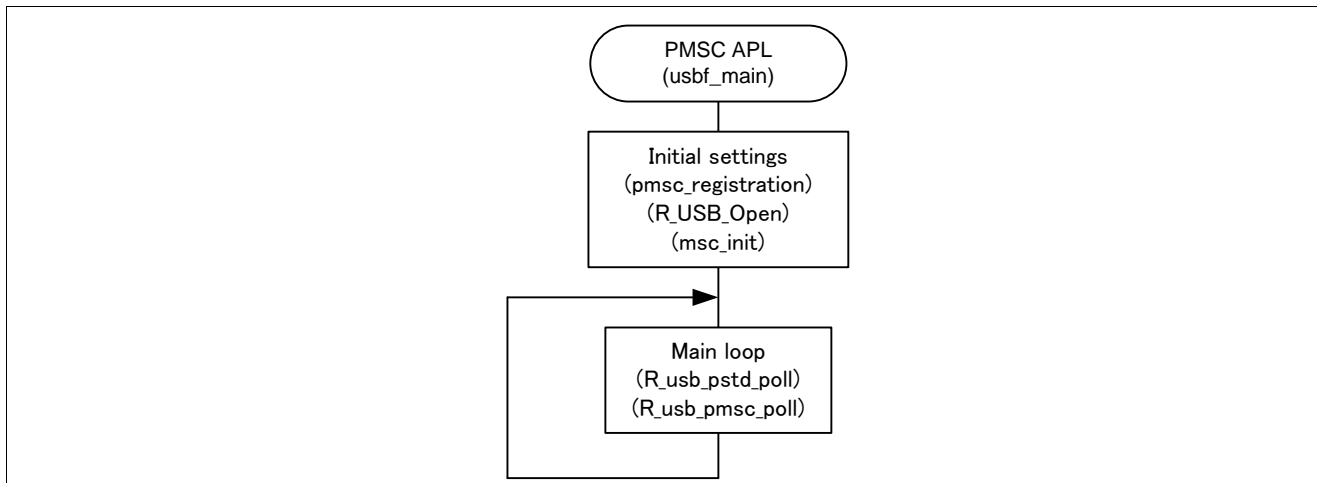 PMSC APL
(usbf_main)
Initial settings
(pmsc_registration)
(R_USB_Open)
(msc_init)
Main loop
(R_usb_pstd_poll)
(R_usb_pmsc_poll)